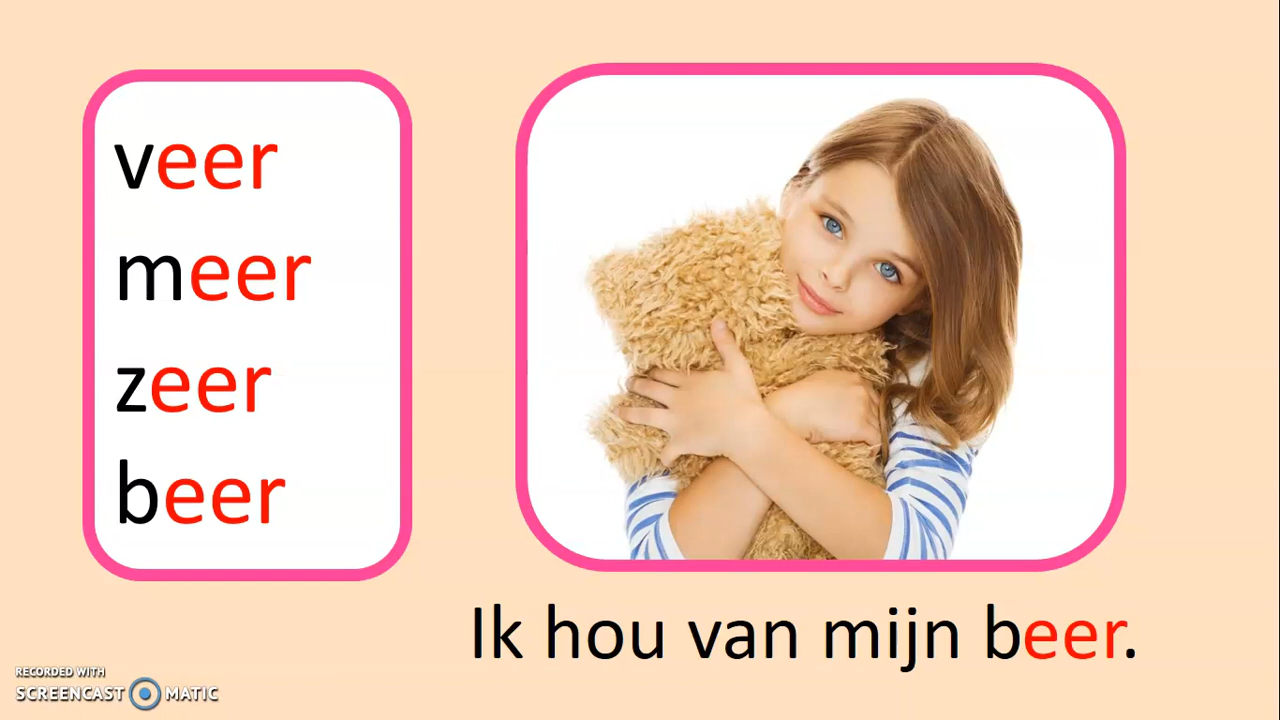 veer
meer
zeer
beer
Ik hou van mijn beer.
RECORDED WITH
SCREENCAST MATIC